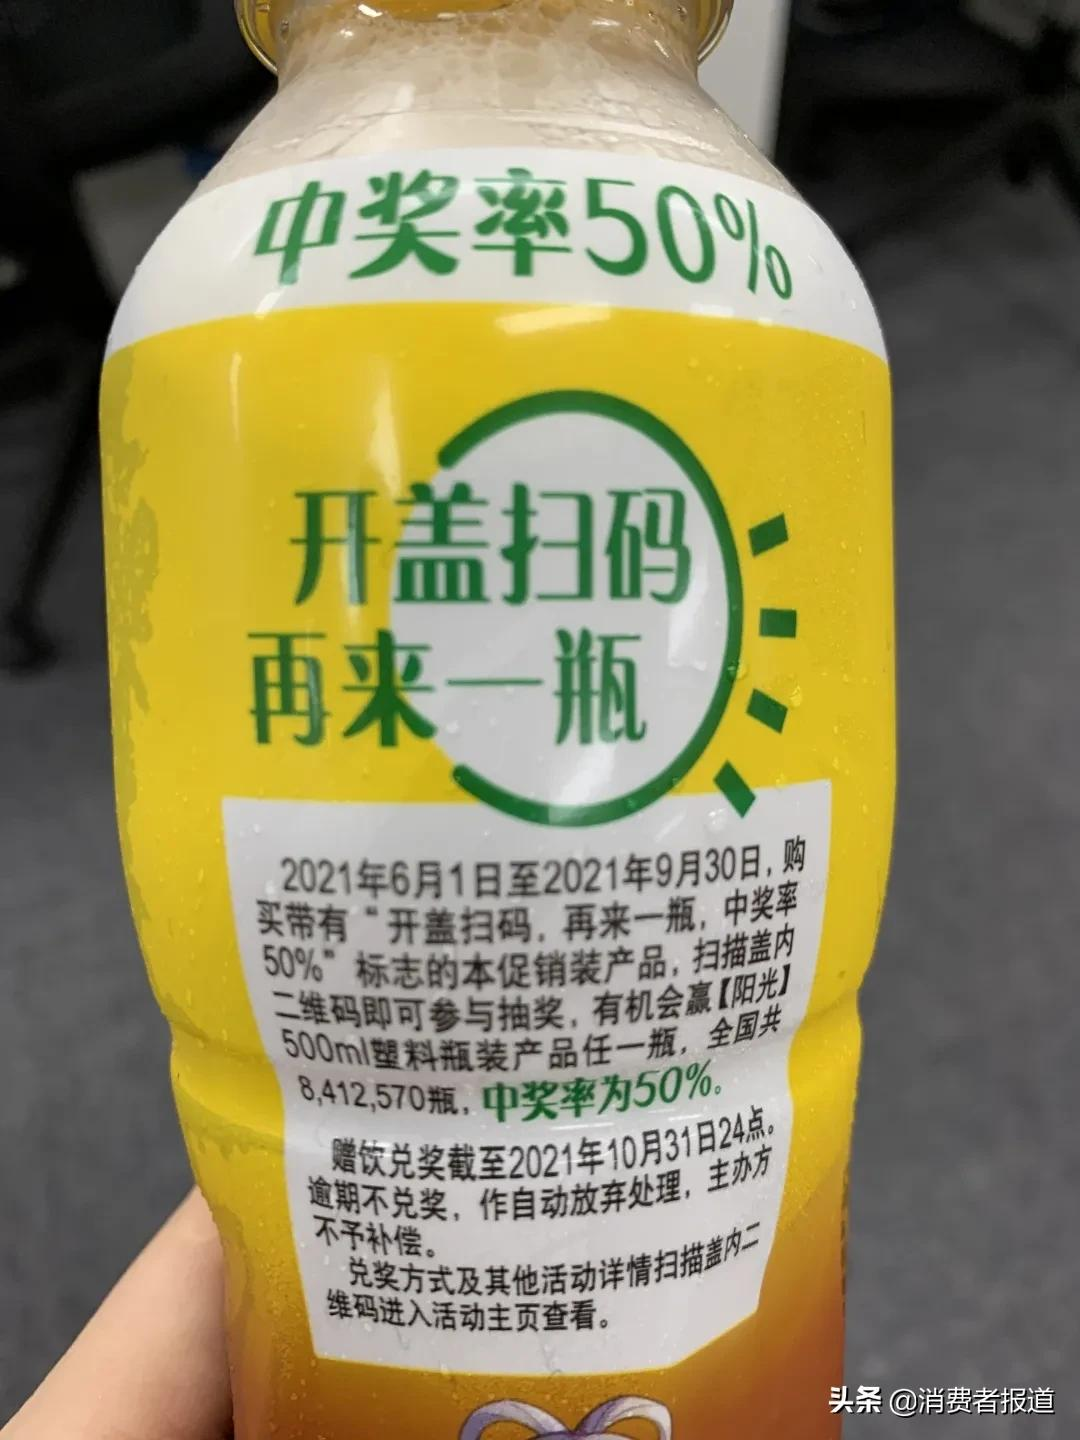 中奖率50%
开盖扫码
再来一瓶
2021年6月1日至2021年9月30日，购
买带有“开盖扫码，再来一瓶，中奖率
50%”标志的本促销装产品，扫描盖内
二维码即可参与抽奖，有机会赢【阳光】
500ml塑料瓶装产品任一瓶，全国共
8,412,570瓶，中奖率为50%。
赠饮兑奖截至2021年10月31日24点。
逾期不兑奖，作自动放弃处理，主办方
不予补偿。
兑奖方式及其他活动详情扫描盖内二
维码进入活动主页查看。
头条 @消费者报道